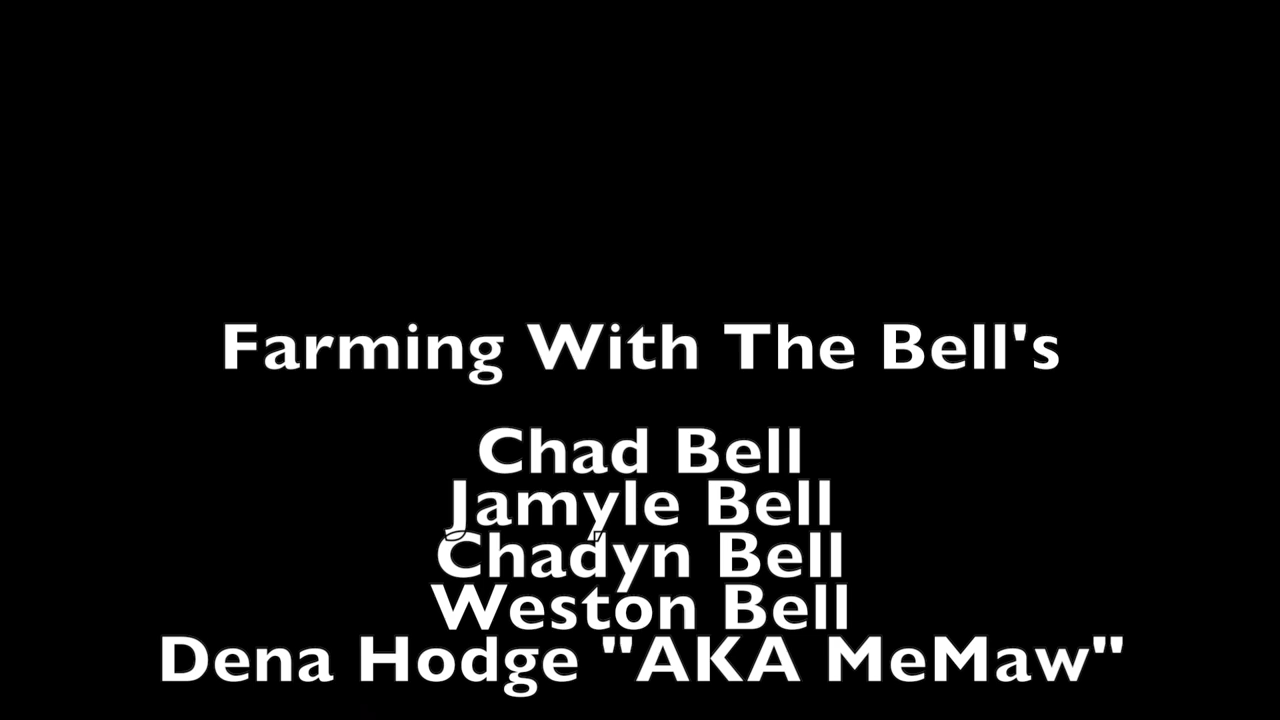 Farming With The Bell's
Chad Bell
Jamyle Bell
Chadyn Bell
Weston Bell
Dena Hodge "AKA MeMaw"